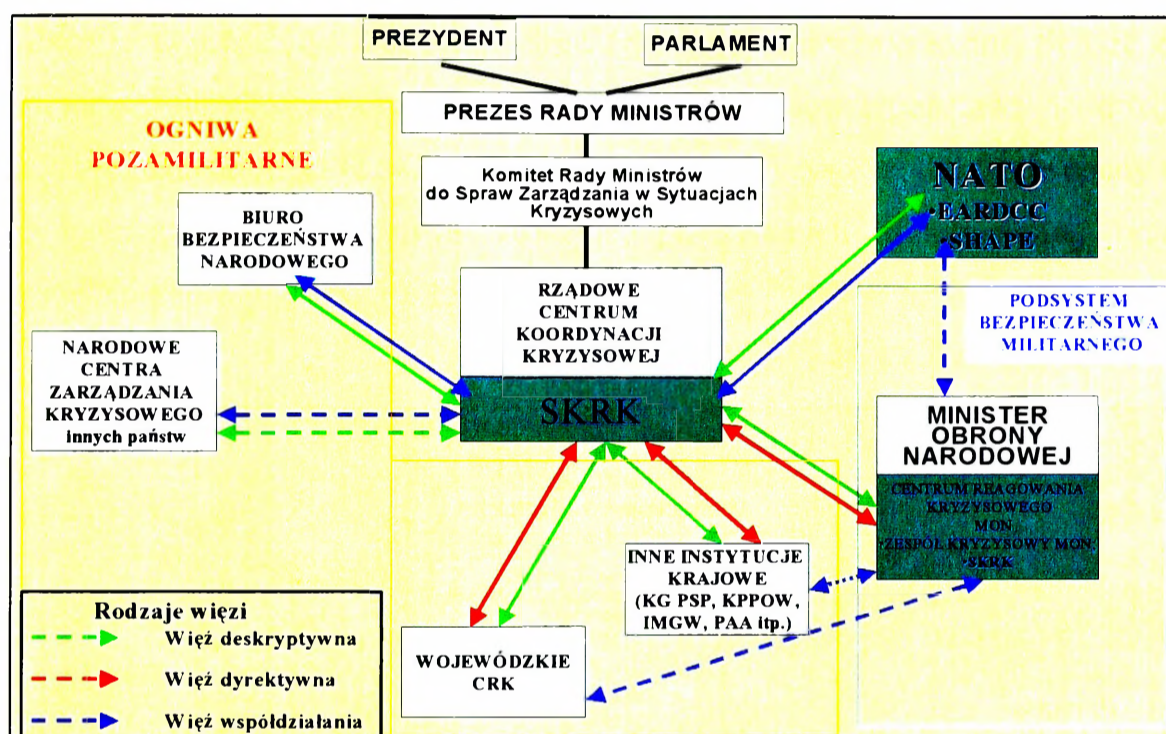 PREZYDENT
PARLAMENT
PREZES RADY MINISTRÓW
OGNIWA
POZAMILITARNE
Komitet Rady Ministrów
do Spraw Zarządzania w Sytuacjach
Kryzysowych
NATO
•EARDCC
•SHAPE
BIURO
BEZPIECZEŃSTWA
NARODOWEGO
RZĄDOWE
CENTRUM
KOORDYNACJI
KRYZYSOWEJ
SKRK
PODSYSTEM
BEZPIECZEŃSTWA
MILITARNEGO
NARODOWE
CENTRA
ZARZĄDZANIA
KRYZYSOWEGO
innych państw
MINISTER
OBRONY
NARODOWEJ
CENTRUM REAGOWANIA
KRYZYSOWEGO
MON
•ZESPÓŁ KRYZYSOWY MON;
•SKRK
INNE INSTYTUCJE
KRAJOWE
(KG PSP, KPPOW,
IMGW, PAA itp.)
WOJEWÓDZKIE
CRK
Rodzaje więzi
Więź deskryptywna
Więź dyrektywna
Więź współdziałania